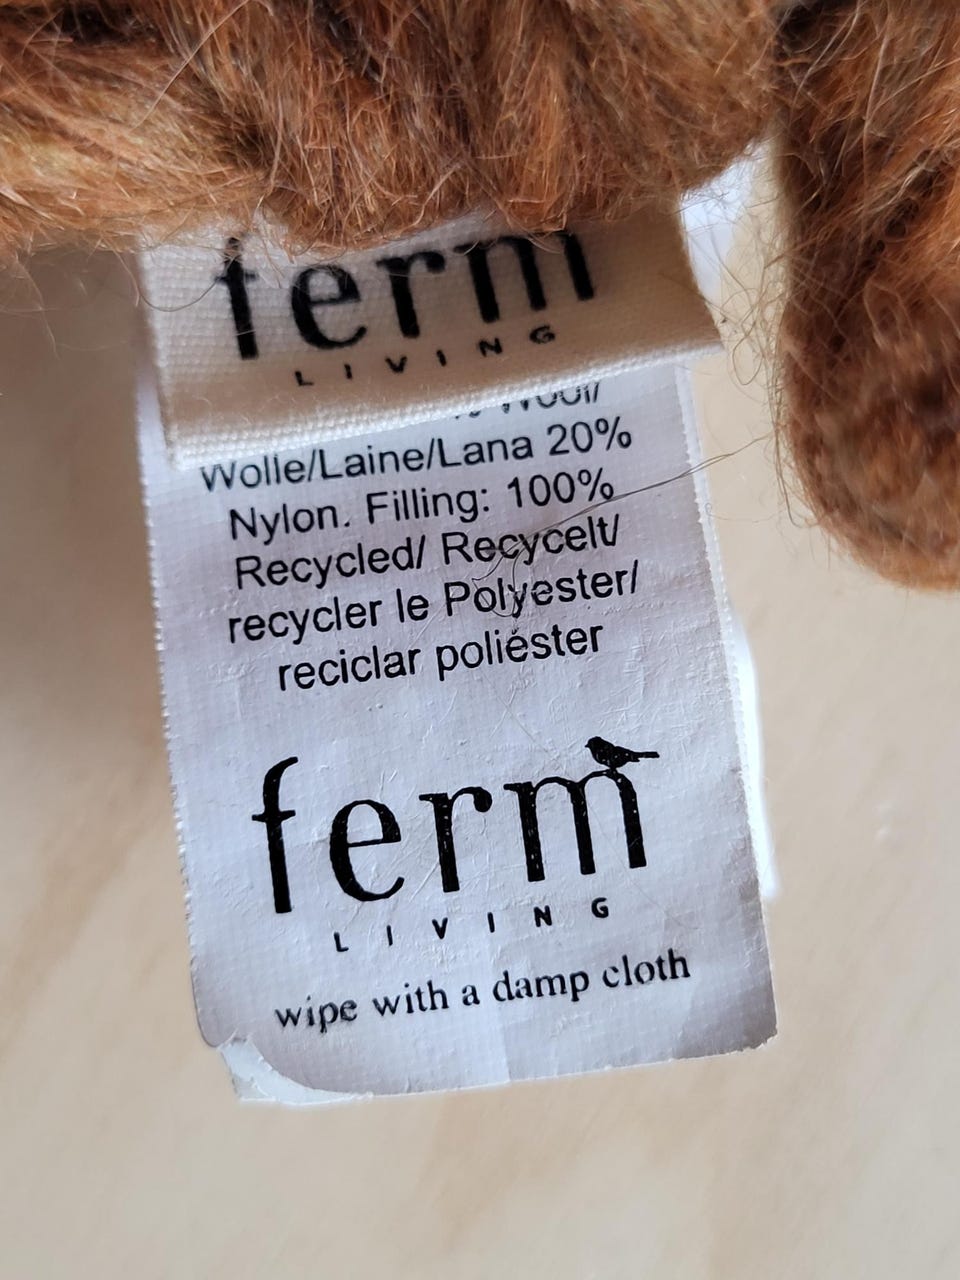 ferm
LIVING
% Wool/
Wolle/Laine/Lana 20%
Nylon. Filling: 100%
Recycled/ Recycelt/
recycler le Polyester/
reciclar poliéster
ferm
LIVING
wipe with a damp cloth